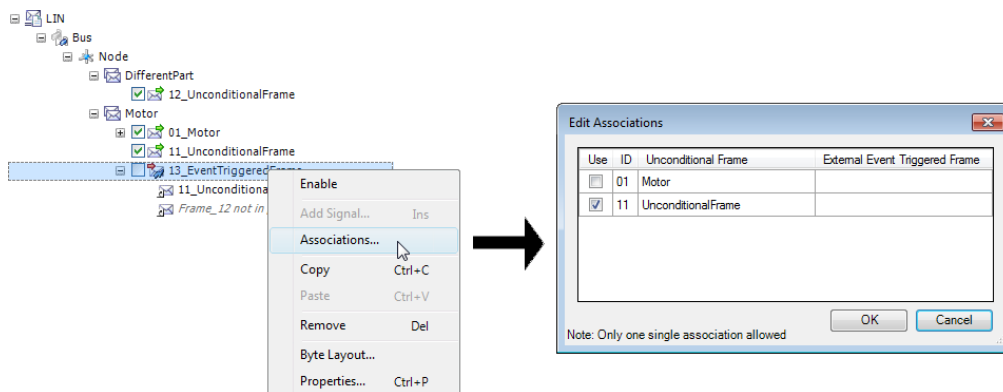 LIN
Bus
Node
DifferentPart
12_UnconditionalFrame
Motor
01_Motor
11_UnconditionalFrame
13_EventTriggeredFrame
11_Unconditiona
Frame_12 not in
Enable
Add Signal... Ins
Associations...
Copy Ctrl+C
Paste Ctrl+V
Remove Del
Byte Layout...
Properties... Ctrl+P
Edit Associations
Use ID Unconditional Frame External Event Triggered Frame
01 Motor
11 UnconditionalFrame
OK Cancel
Note: Only one single association allowed